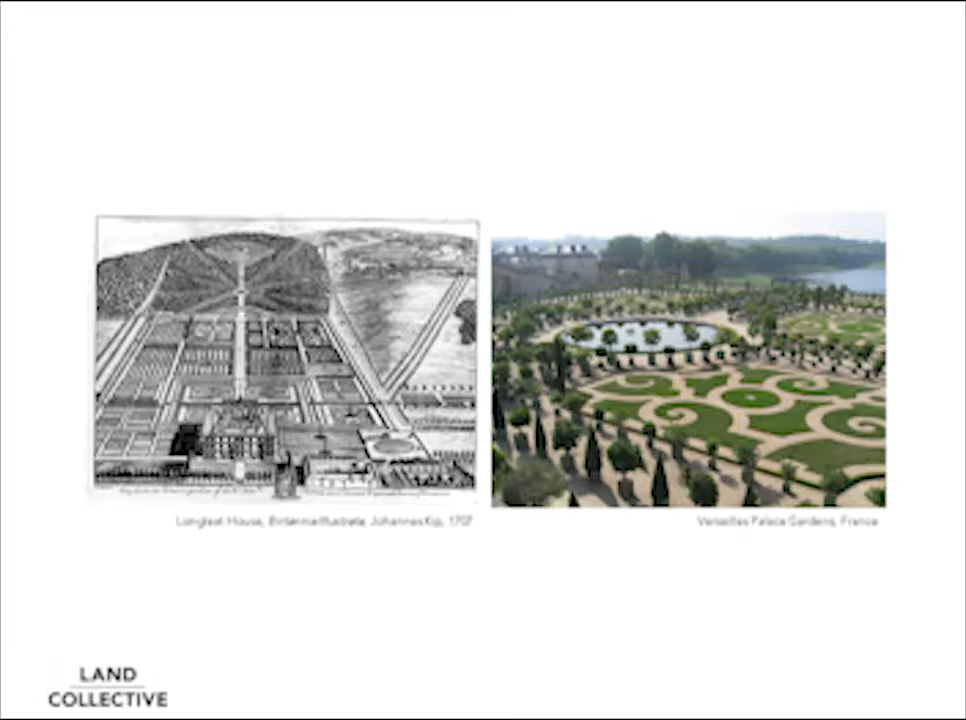 Longleat House, Britannia Illustrata, Johannes Kip, 1707
Versailles Palace Gardens, France
LAND
COLLECTIVE